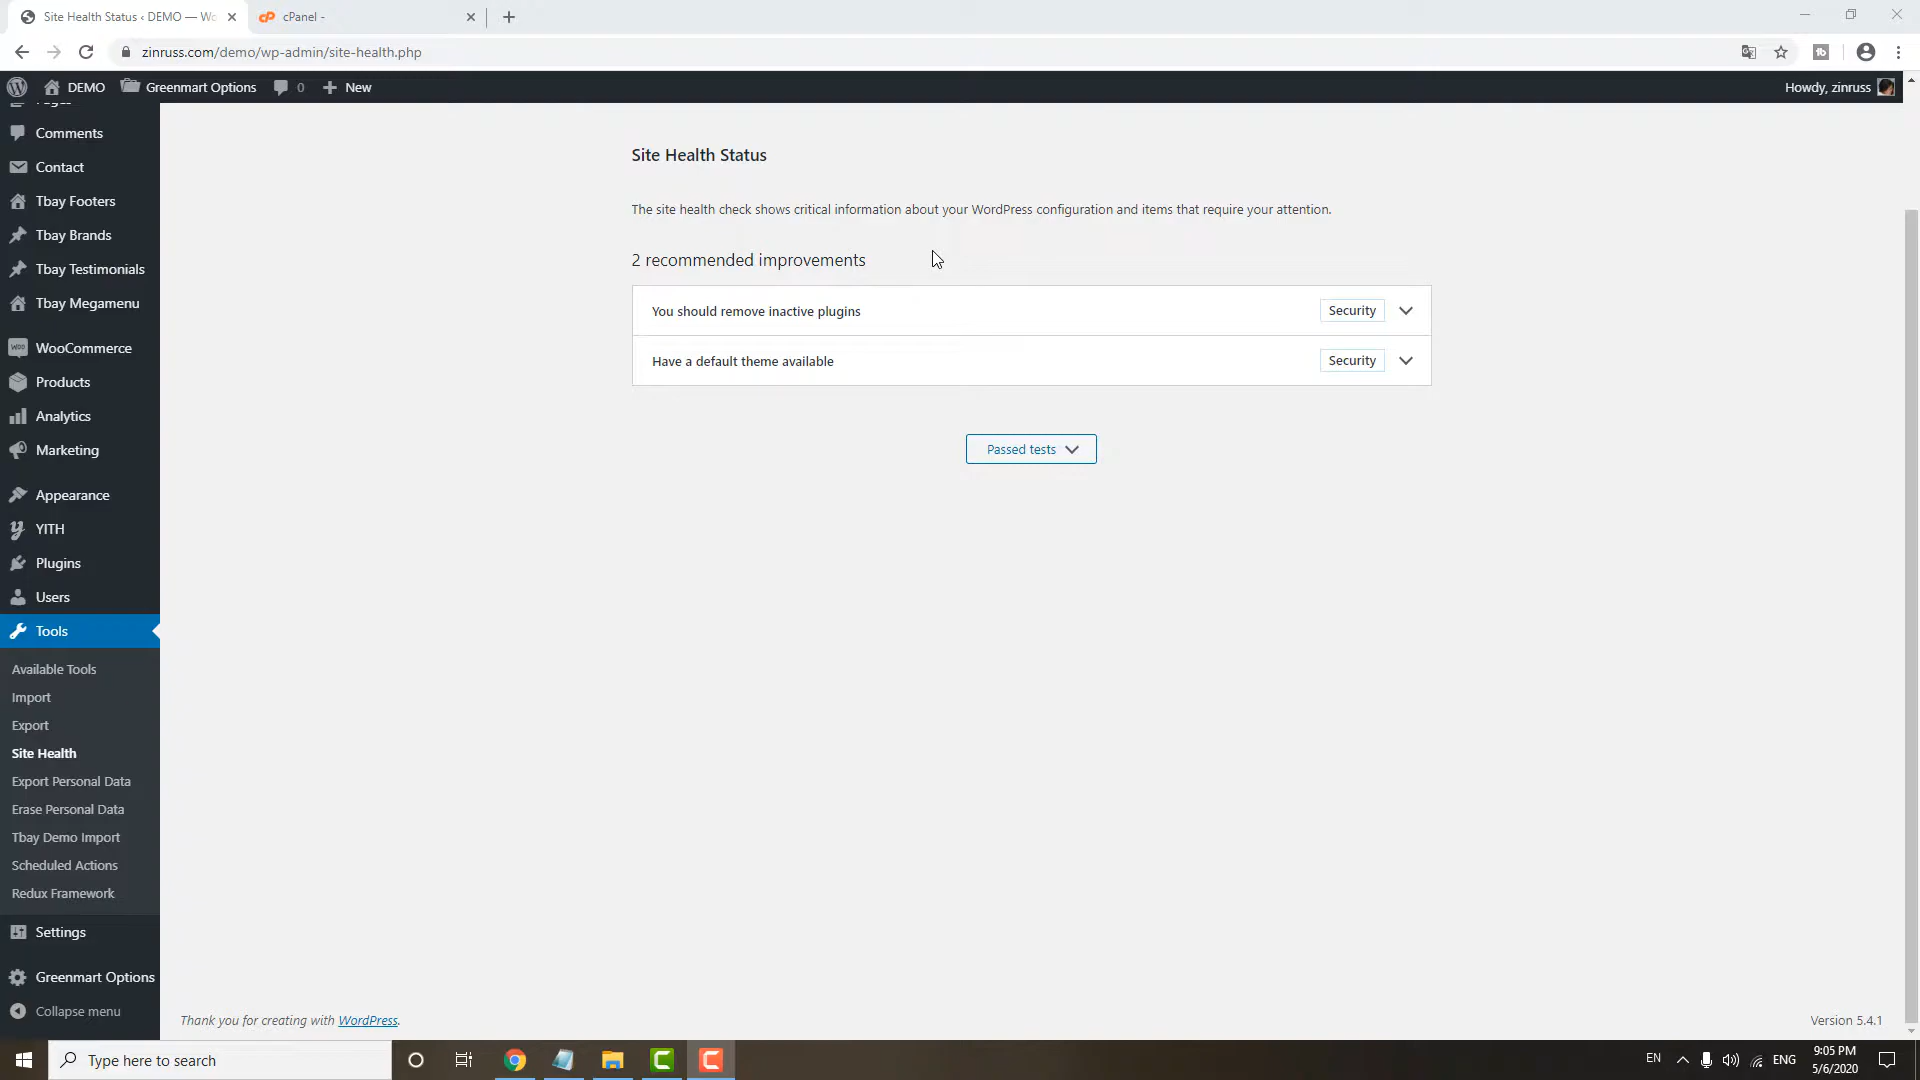 Site Health Status ‹ DEMO — Wo
cPanel -
zinruss.com/demo/wp-admin/site-health.php
DEMO
Greenmart Options
0
New
Howdy, zinruss
Pages
Comments
Contact
Tbay Footers
Tbay Brands
Tbay Testimonials
Tbay Megamenu
WooCommerce
Products
Analytics
Marketing
Appearance
YITH
Plugins
Users
Tools
Available Tools
Import
Export
Site Health
Export Personal Data
Erase Personal Data
Tbay Demo Import
Scheduled Actions
Redux Framework
Settings
Greenmart Options
Collapse menu
Site Health Status
The site health check shows critical information about your WordPress configuration and items that require your attention.
2 recommended improvements
You should remove inactive plugins
Security
Have a default theme available
Security
Passed tests
Thank you for creating with WordPress.
Version 5.4.1
Type here to search
EN
ENG
9:05 PM
5/6/2020